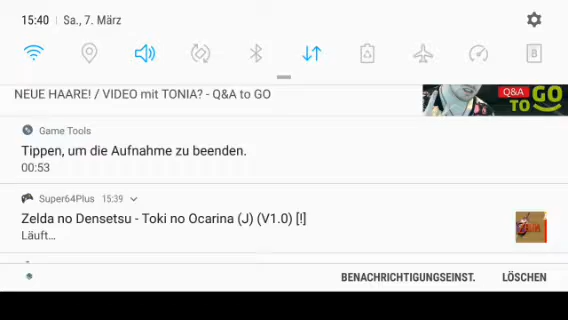 15:40 | Sa., 7. März
B
NEUE HAARE! / VIDEO mit TONIA? - Q&A to GO
Q&A
TO GO
Game Tools
Tippen, um die Aufnahme zu beenden.
00:53
Super64Plus 15:39
Zelda no Densetsu - Toki no Ocarina (J) (V1.0) [!]
Läuft...
BENACHRICHTIGUNGSEINST. LÖSCHEN